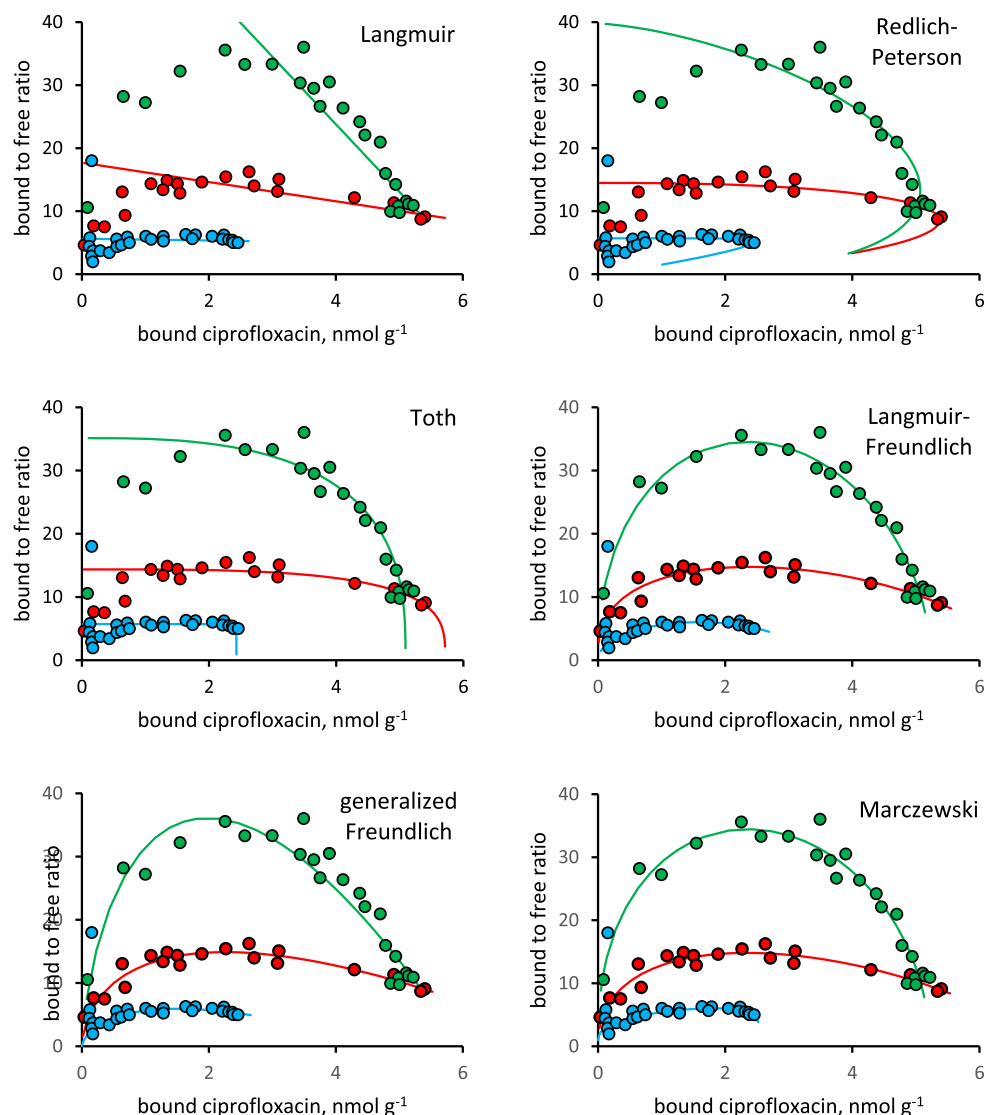 Langmuir
40
30
20
10
0
bound to free ratio
0 2 4 6
bound ciprofloxacin, nmol g-1
Redlich-
Peterson
40
30
20
10
0
bound to free ratio
0 2 4 6
bound ciprofloxacin, nmol g-1
Toth
40
30
20
10
0
bound to free ratio
0 2 4 6
bound ciprofloxacin, nmol g-1
Langmuir-
Freundlich
40
30
20
10
0
bound to free ratio
0 2 4 6
bound ciprofloxacin, nmol g-1
generalized
Freundlich
40
30
20
10
0
bound to free ratio
0 2 4 6
bound ciprofloxacin, nmol g-1
Marczewski
40
30
20
10
0
bound to free ratio
0 2 4 6
bound ciprofloxacin, nmol g-1